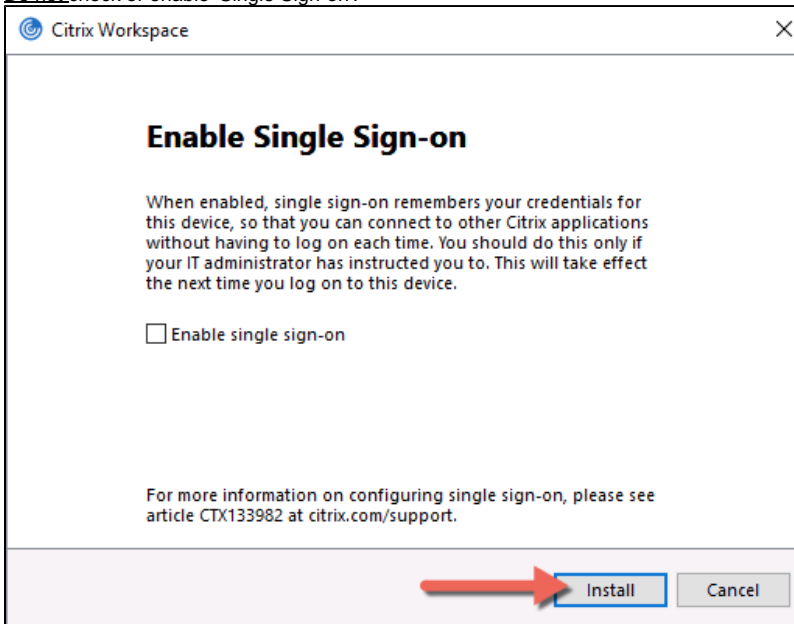 Citrix Workspace
Enable Single Sign-on
When enabled, single sign-on remembers your credentials for
this device, so that you can connect to other Citrix applications
without having to log on each time. You should do this only if
your IT administrator has instructed you to. This will take effect
the next time you log on to this device.
Enable single sign-on
For more information on configuring single sign-on, please see
article CTX133982 at citrix.com/support.
Install Cancel